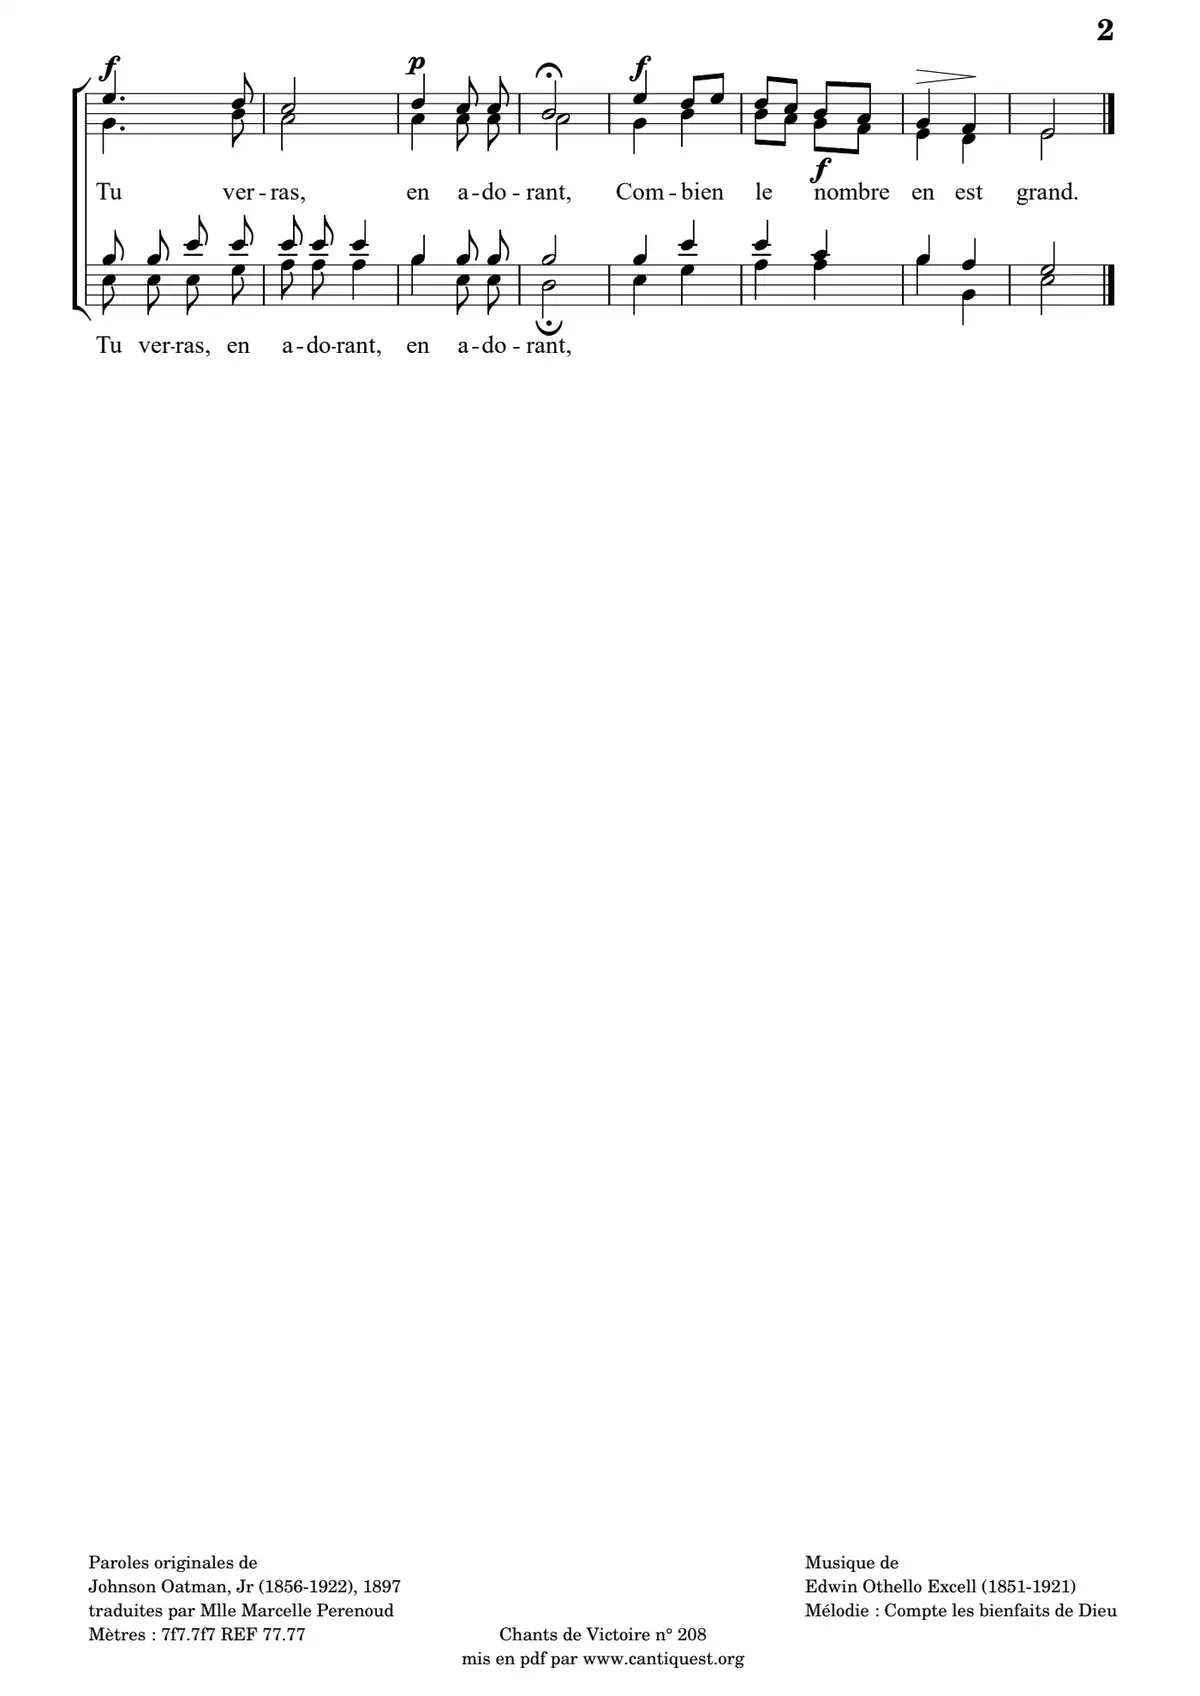 2
f p f
Tu ver-ras, en a-do-rant, Com-bien le nombre en est grand.
f
Tu ver-ras, en a-do-rant, en a-do-rant,
Paroles originales de
Johnson Oatman, Jr (1856-1922), 1897
traduites par Mlle Marcelle Perenoud
Mètres : 7f7.7f7 REF 77.77
Musique de
Edwin Othello Excell (1851-1921)
Mélodie : Compte les bienfaits de Dieu
Chants de Victoire n° 208
mis en pdf par www.cantiquest.org